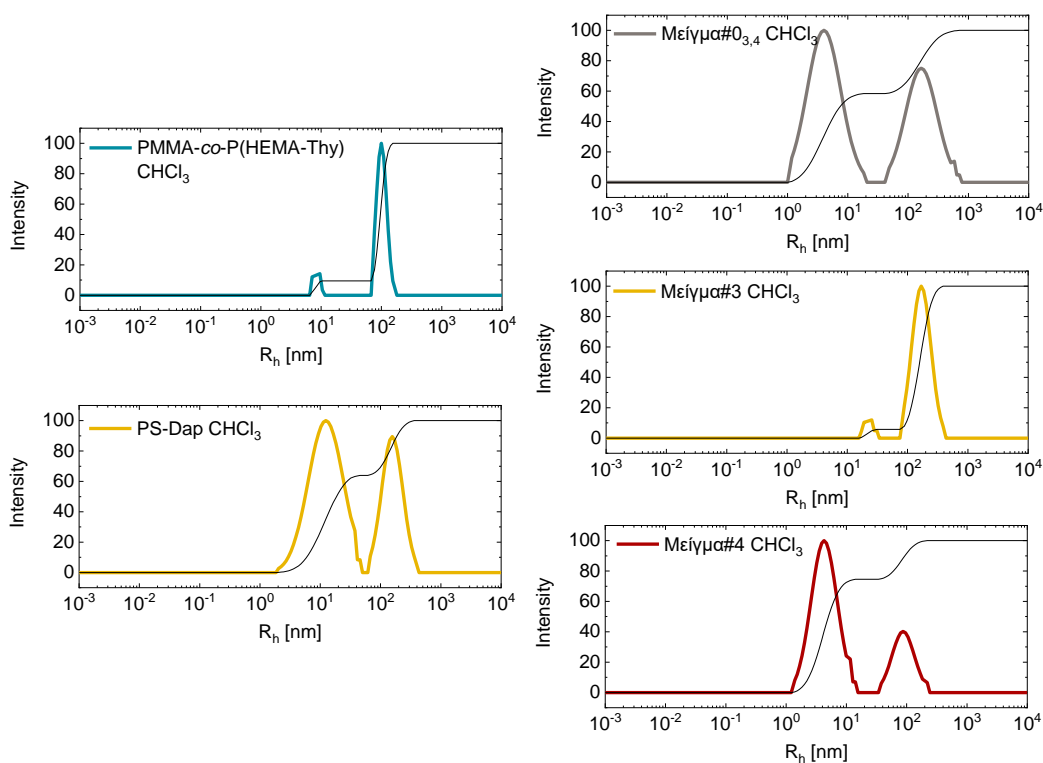 PMMA-co-P(HEMA-Thy)
CHCl3
Intensity
100
80
60
40
20
0
10-3 10-2 10-1 100 101 102 103 104
Rh [nm]
PS-Dap CHCl3
Intensity
100
80
60
40
20
0
10-3 10-2 10-1 100 101 102 103 104
Rh [nm]
Μείγμα#03,4 CHCl3
Intensity
100
80
60
40
20
0
10-3 10-2 10-1 100 101 102 103 104
Rh [nm]
Μείγμα#3 CHCl3
Intensity
100
80
60
40
20
0
10-3 10-2 10-1 100 101 102 103 104
Rh [nm]
Μείγμα#4 CHCl3
Intensity
100
80
60
40
20
0
10-3 10-2 10-1 100 101 102 103 104
Rh [nm]